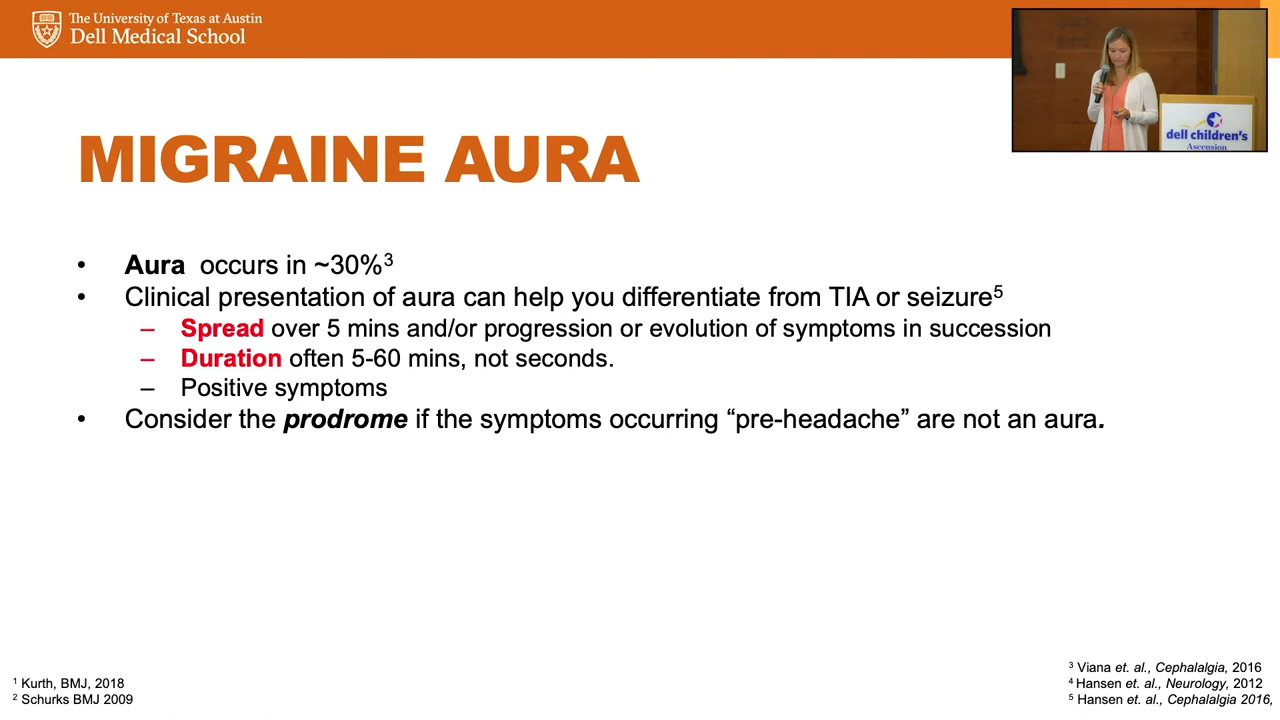 The University of Texas at Austin
Dell Medical School
dell children's
Ascension
MIGRAINE AURA
• Aura occurs in ~30%³
• Clinical presentation of aura can help you differentiate from TIA or seizure⁵
– Spread over 5 mins and/or progression or evolution of symptoms in succession
– Duration often 5-60 mins, not seconds.
– Positive symptoms
• Consider the prodrome if the symptoms occurring “pre-headache” are not an aura.
¹ Kurth, BMJ, 2018
² Schurks BMJ 2009
³ Viana et. al., Cephalalgia, 2016
⁴ Hansen et. al., Neurology, 2012
⁵ Hansen et. al., Cephalalgia 2016,